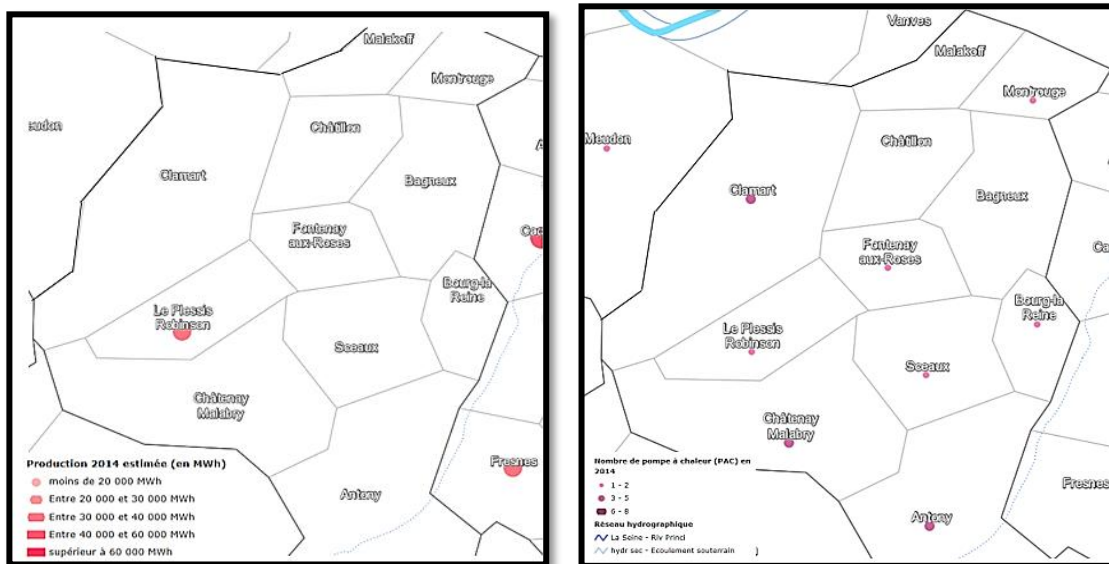 Malakoff
Montrouge
Châtillon
Clamart
Bagneux
Fontenay
aux-Roses
Bourg-la
Reine
Le Plessis
Robinson
Sceaux
Châtenay
Malabry
Fresnes
Antony
Production 2014 estimée (en MWh)
moins de 20 000 MWh
Entre 20 000 et 30 000 MWh
Entre 30 000 et 40 000 MWh
Entre 40 000 et 60 000 MWh
supérieur à 60 000 MWh
Vanves
Malakoff
Montrouge
Meudon
Châtillon
Clamart
Bagneux
Fontenay
aux-Roses
Bourg-la
Reine
Le Plessis
Robinson
Sceaux
Châtenay
Malabry
Fresnes
Antony
Nombre de pompe à chaleur (PAC) en
2014
1 - 2
3 - 5
6 - 8
Réseau hydrographique
La Seine - Riv Princi
hydr sec - Ecoulement souterrain